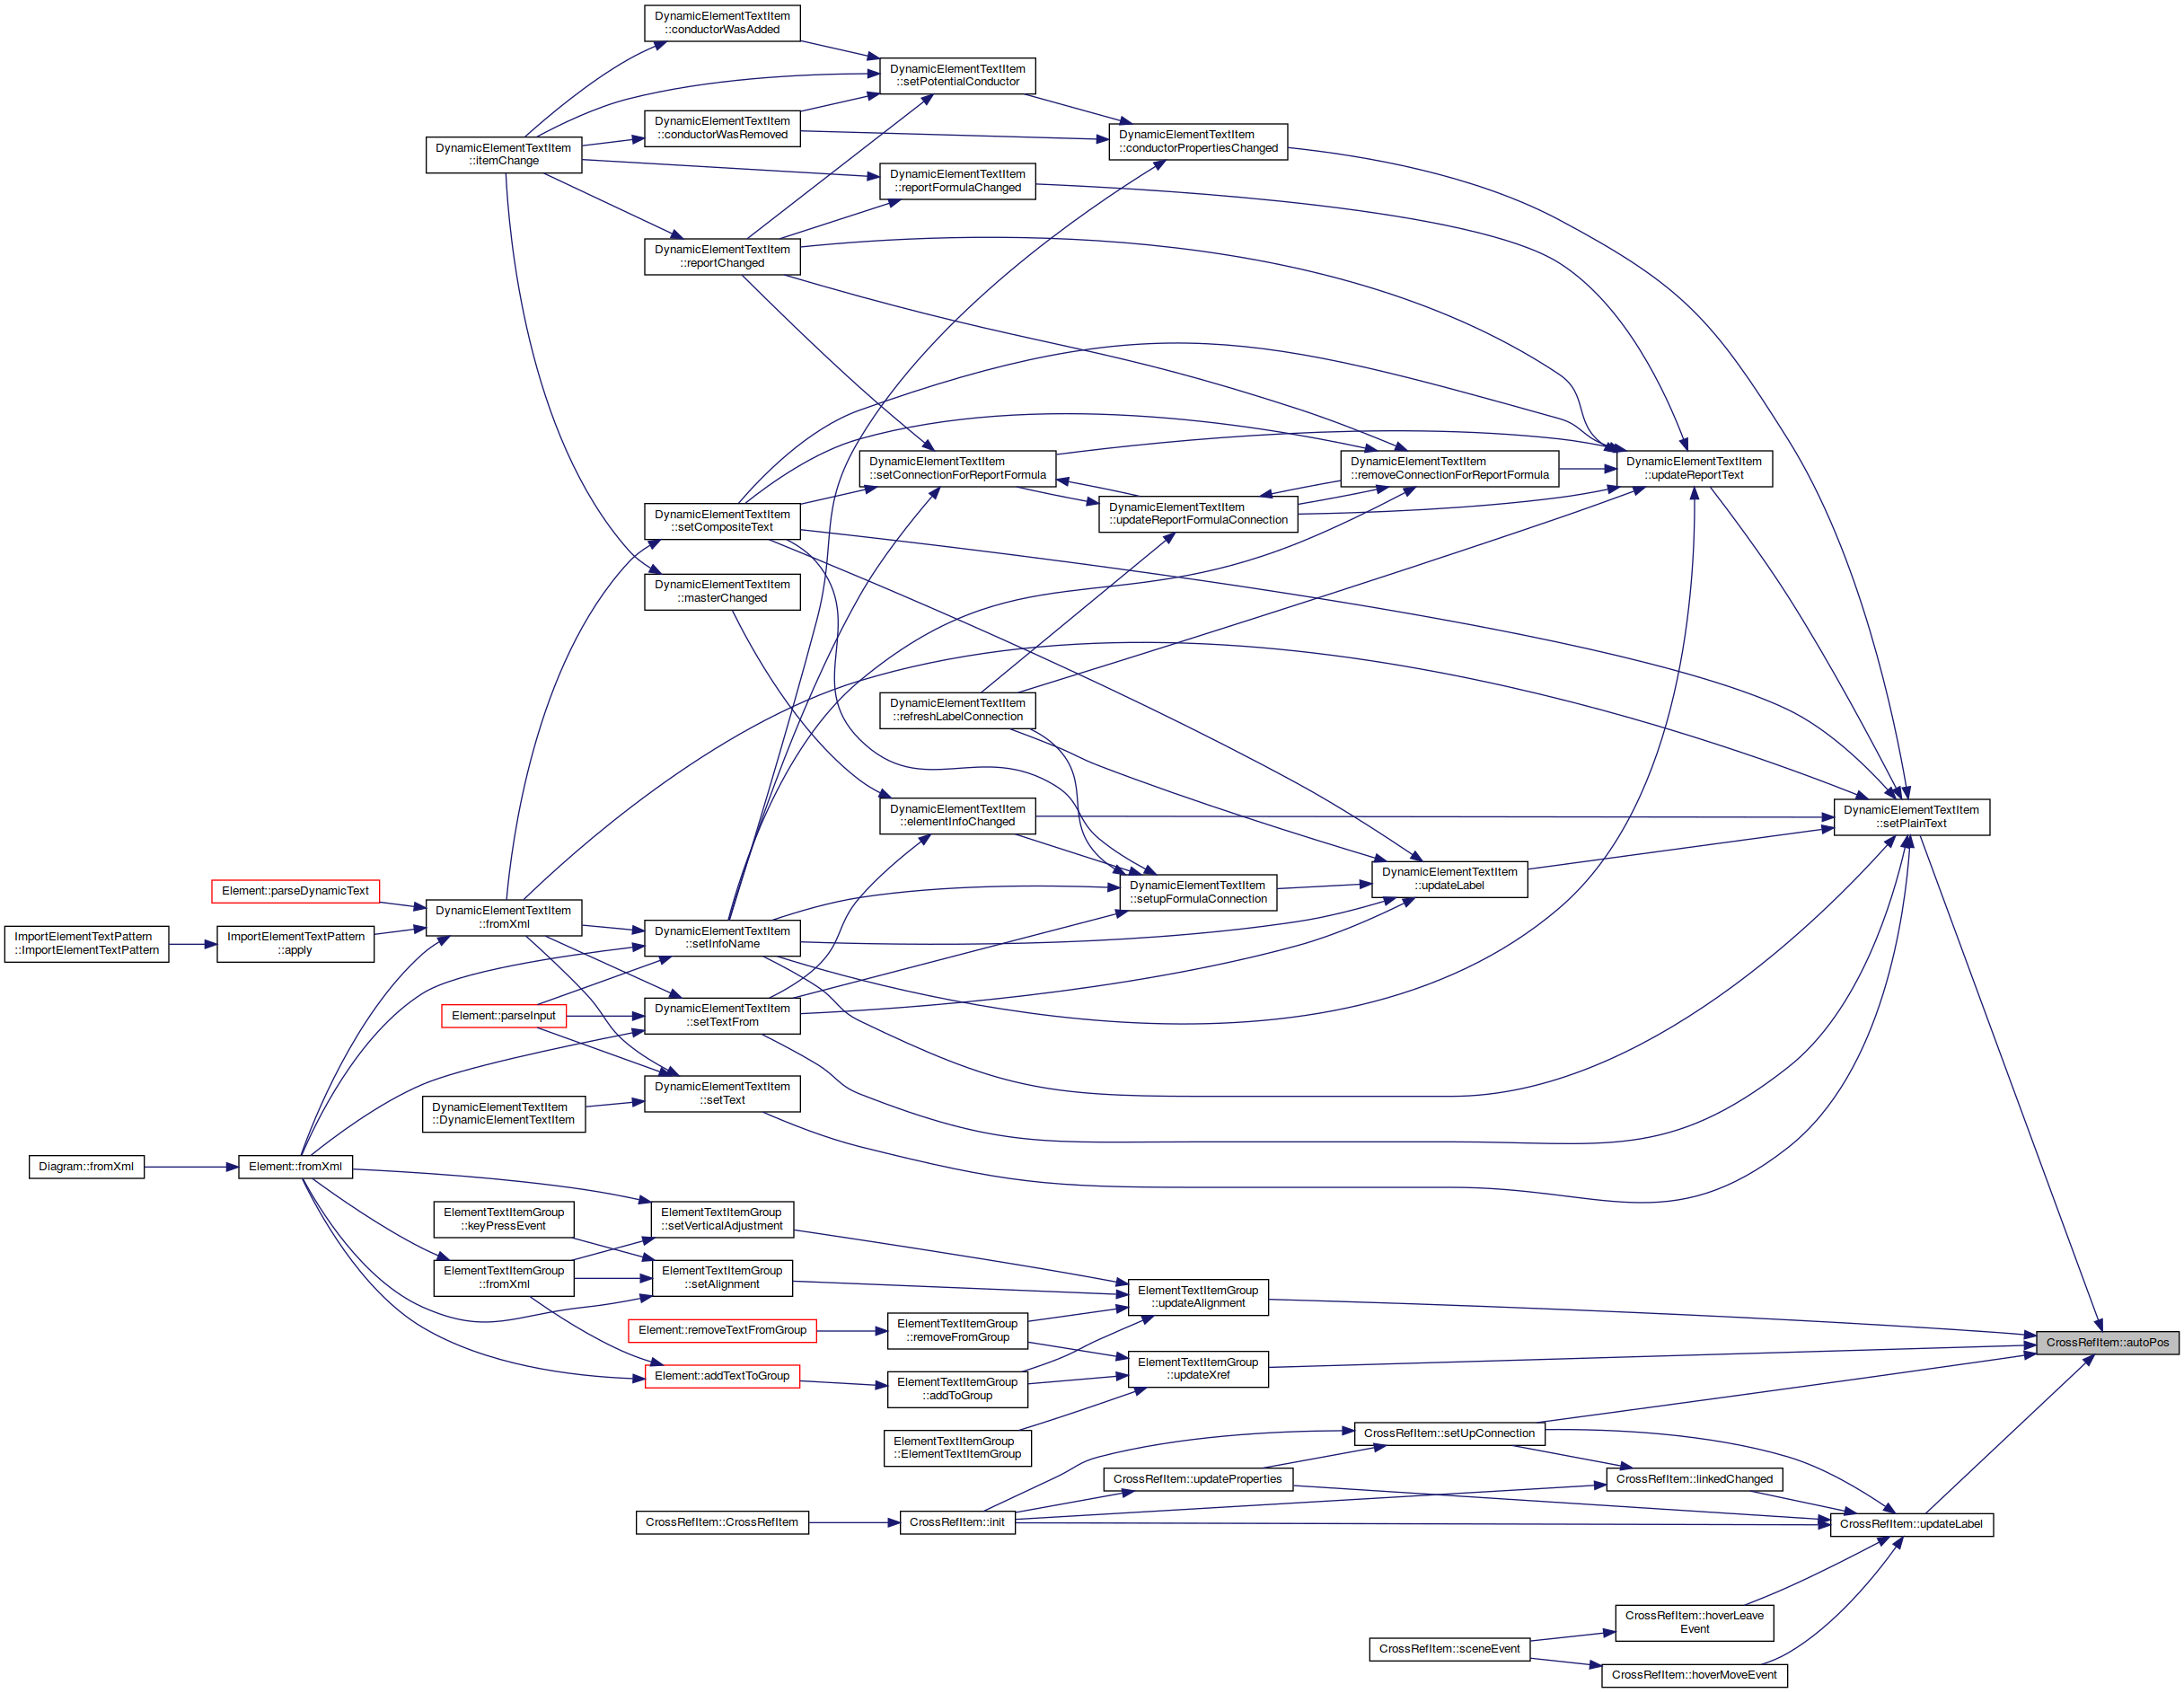 DynamicElementTextItem
::conductorWasAdded
DynamicElementTextItem
::setPotentialConductor
DynamicElementTextItem
::conductorWasRemoved
DynamicElementTextItem
::conductorPropertiesChanged
DynamicElementTextItem
::itemChange
DynamicElementTextItem
::reportFormulaChanged
DynamicElementTextItem
::reportChanged
DynamicElementTextItem
::setConnectionForReportFormula
DynamicElementTextItem
::removeConnectionForReportFormula
DynamicElementTextItem
::updateReportText
DynamicElementTextItem
::updateReportFormulaConnection
DynamicElementTextItem
::setCompositeText
DynamicElementTextItem
::masterChanged
DynamicElementTextItem
::refreshLabelConnection
DynamicElementTextItem
::elementInfoChanged
DynamicElementTextItem
::setPlainText
DynamicElementTextItem
::updateLabel
DynamicElementTextItem
::setupFormulaConnection
Element::parseDynamicText
DynamicElementTextItem
::fromXml
ImportElementTextPattern
::ImportElementTextPattern
ImportElementTextPattern
::apply
DynamicElementTextItem
::setInfoName
Element::parseInput
DynamicElementTextItem
::setTextFrom
DynamicElementTextItem
::setText
DynamicElementTextItem
::DynamicElementTextItem
Diagram::fromXml
Element::fromXml
ElementTextItemGroup
::keyPressEvent
ElementTextItemGroup
::setVerticalAdjustment
ElementTextItemGroup
::fromXml
ElementTextItemGroup
::setAlignment
ElementTextItemGroup
::updateAlignment
Element::removeTextFromGroup
ElementTextItemGroup
::removeFromGroup
CrossRefItem::autoPos
ElementTextItemGroup
::updateXref
Element::addTextToGroup
ElementTextItemGroup
::addToGroup
ElementTextItemGroup
::ElementTextItemGroup
CrossRefItem::setUpConnection
CrossRefItem::updateProperties
CrossRefItem::linkedChanged
CrossRefItem::CrossRefItem
CrossRefItem::init
CrossRefItem::updateLabel
CrossRefItem::hoverLeave
Event
CrossRefItem::sceneEvent
CrossRefItem::hoverMoveEvent